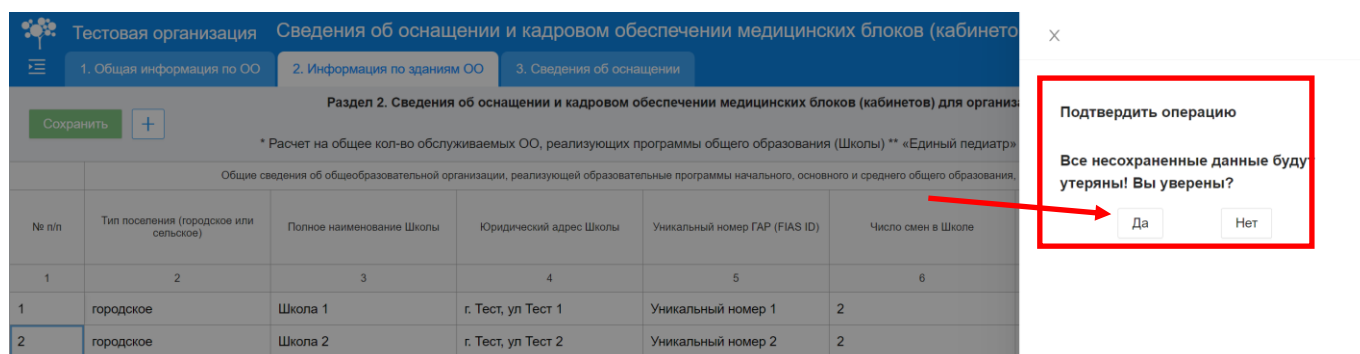 Тестовая организация Сведения об оснащении и кадровом обеспечении медицинских блоков (кабинето
1. Общая информация по ОО 2. Информация по зданиям ОО 3. Сведения об оснащении
Раздел 2. Сведения об оснащении и кадровом обеспечении медицинских блоков (кабинетов) для организа
Сохранить +
* Расчет на общее кол-во обслуживаемых ОО, реализующих программы общего образования (Школы) ** «Единый педиатр»
Общие сведения об общеобразовательной организации, реализующей образовательные программы начального, основного и среднего общего образования,
№ п/п Тип поселения (городское или сельское) Полное наименование Школы Юридический адрес Школы Уникальный номер ГАР (FIAS ID) Число смен в Школе
1 2 3 4 5 6
1 городское Школа 1 г. Тест, ул Тест 1 Уникальный номер 1 2
2 городское Школа 2 г. Тест, ул Тест 2 Уникальный номер 2 2
Подтвердить операцию
Все несохраненные данные будут
утеряны! Вы уверены?
Да Нет